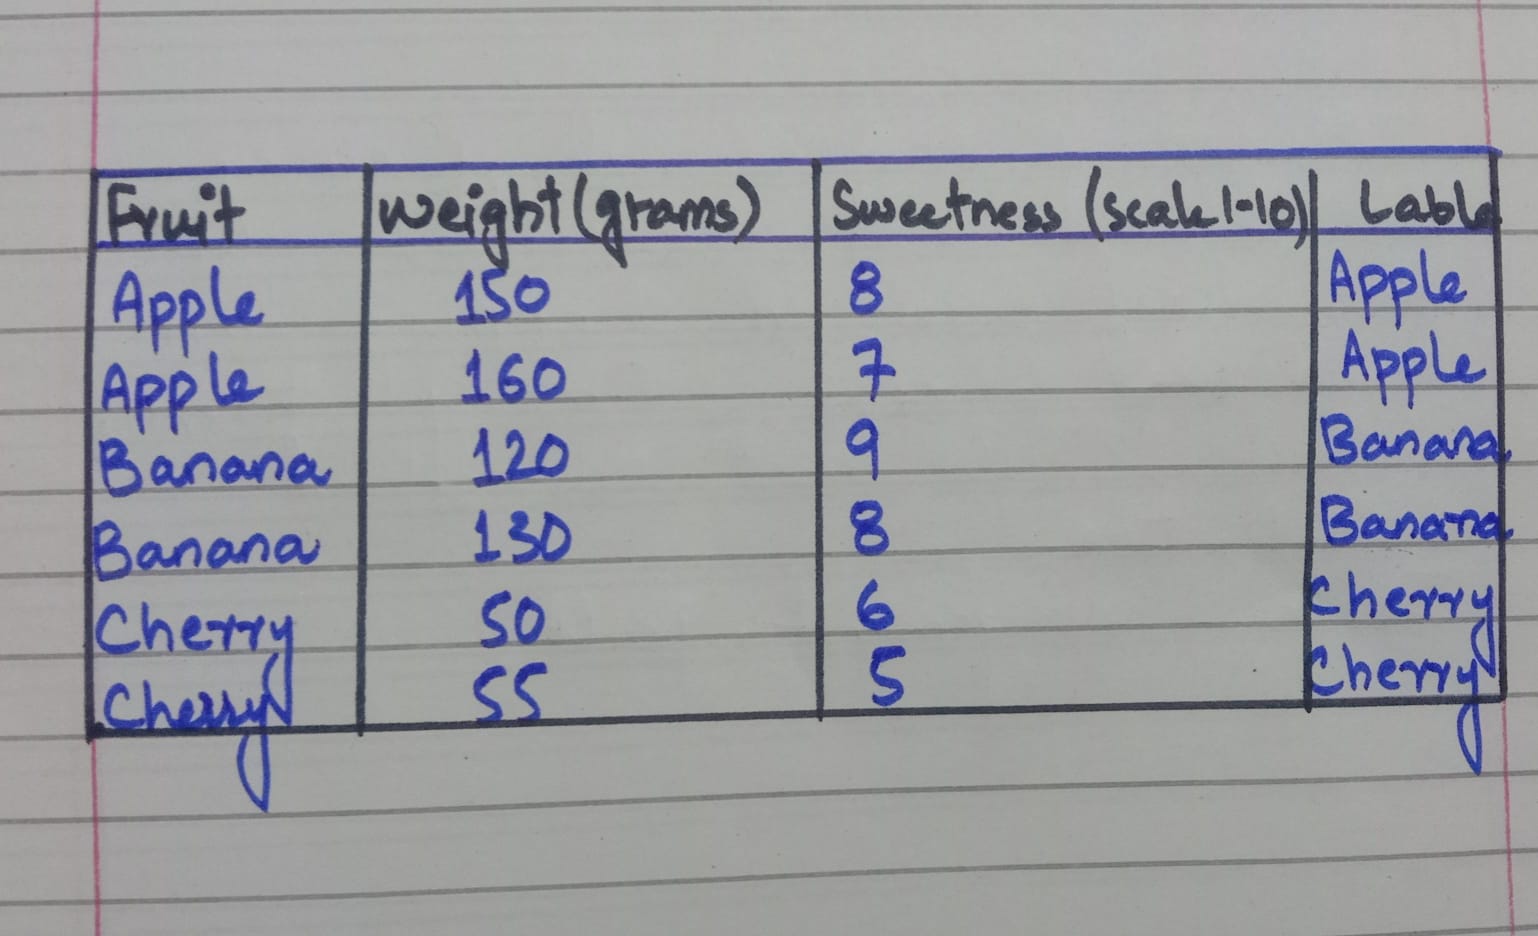 Fruit Weight (grams) Sweetness (scale 1-10) Lable
Apple 150 8 Apple
Apple 160 7 Apple
Banana 120 9 Banana
Banana 130 8 Banana
Cherry 50 6 Cherry
Cherry 55 5 Cherry